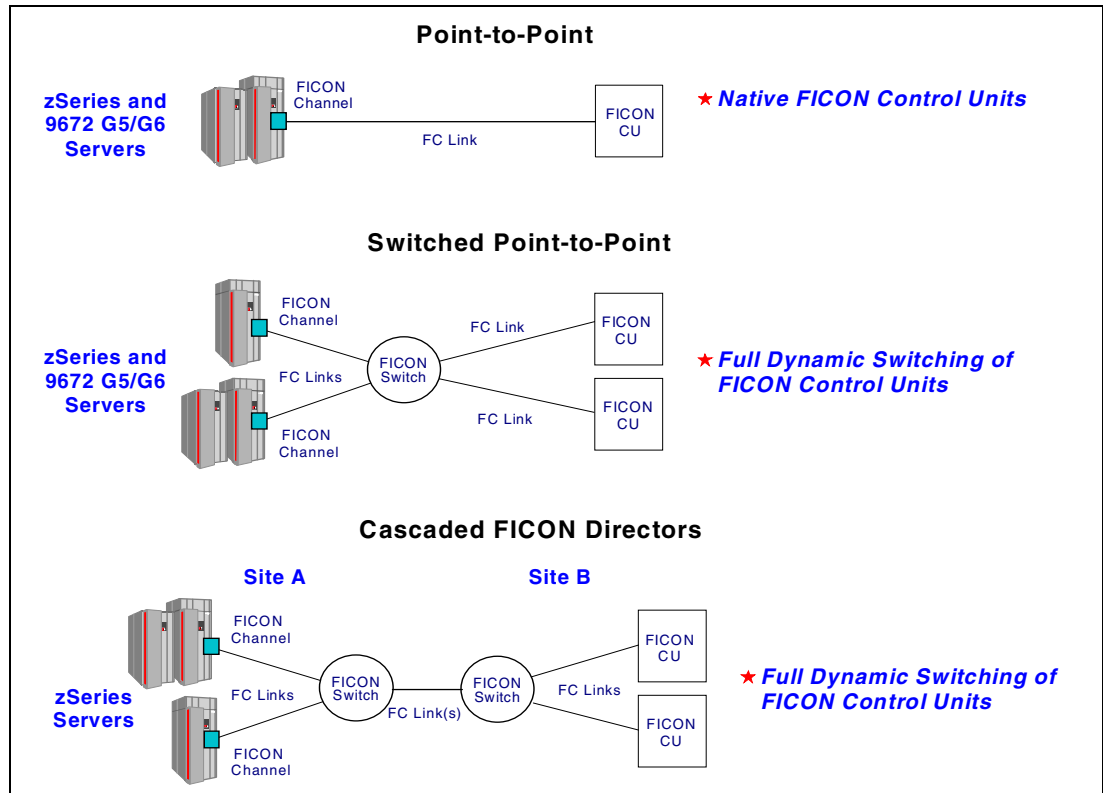 Point-to-Point
zSeries and
9672 G5/G6
Servers
FICON
Channel
FC Link
FICON
CU
★ Native FICON Control Units
Switched Point-to-Point
zSeries and
9672 G5/G6
Servers
FICON
Channel
FC Links
FICON
Channel
FICON
Switch
FC Link
FC Link
FICON
CU
FICON
CU
★ Full Dynamic Switching of
FICON Control Units
Cascaded FICON Directors
Site A
Site B
zSeries
Servers
FICON
Channel
FC Links
FICON
Channel
FICON
Switch
FC Link(s)
FICON
Switch
FC Links
FICON
CU
FICON
CU
★ Full Dynamic Switching of
FICON Control Units